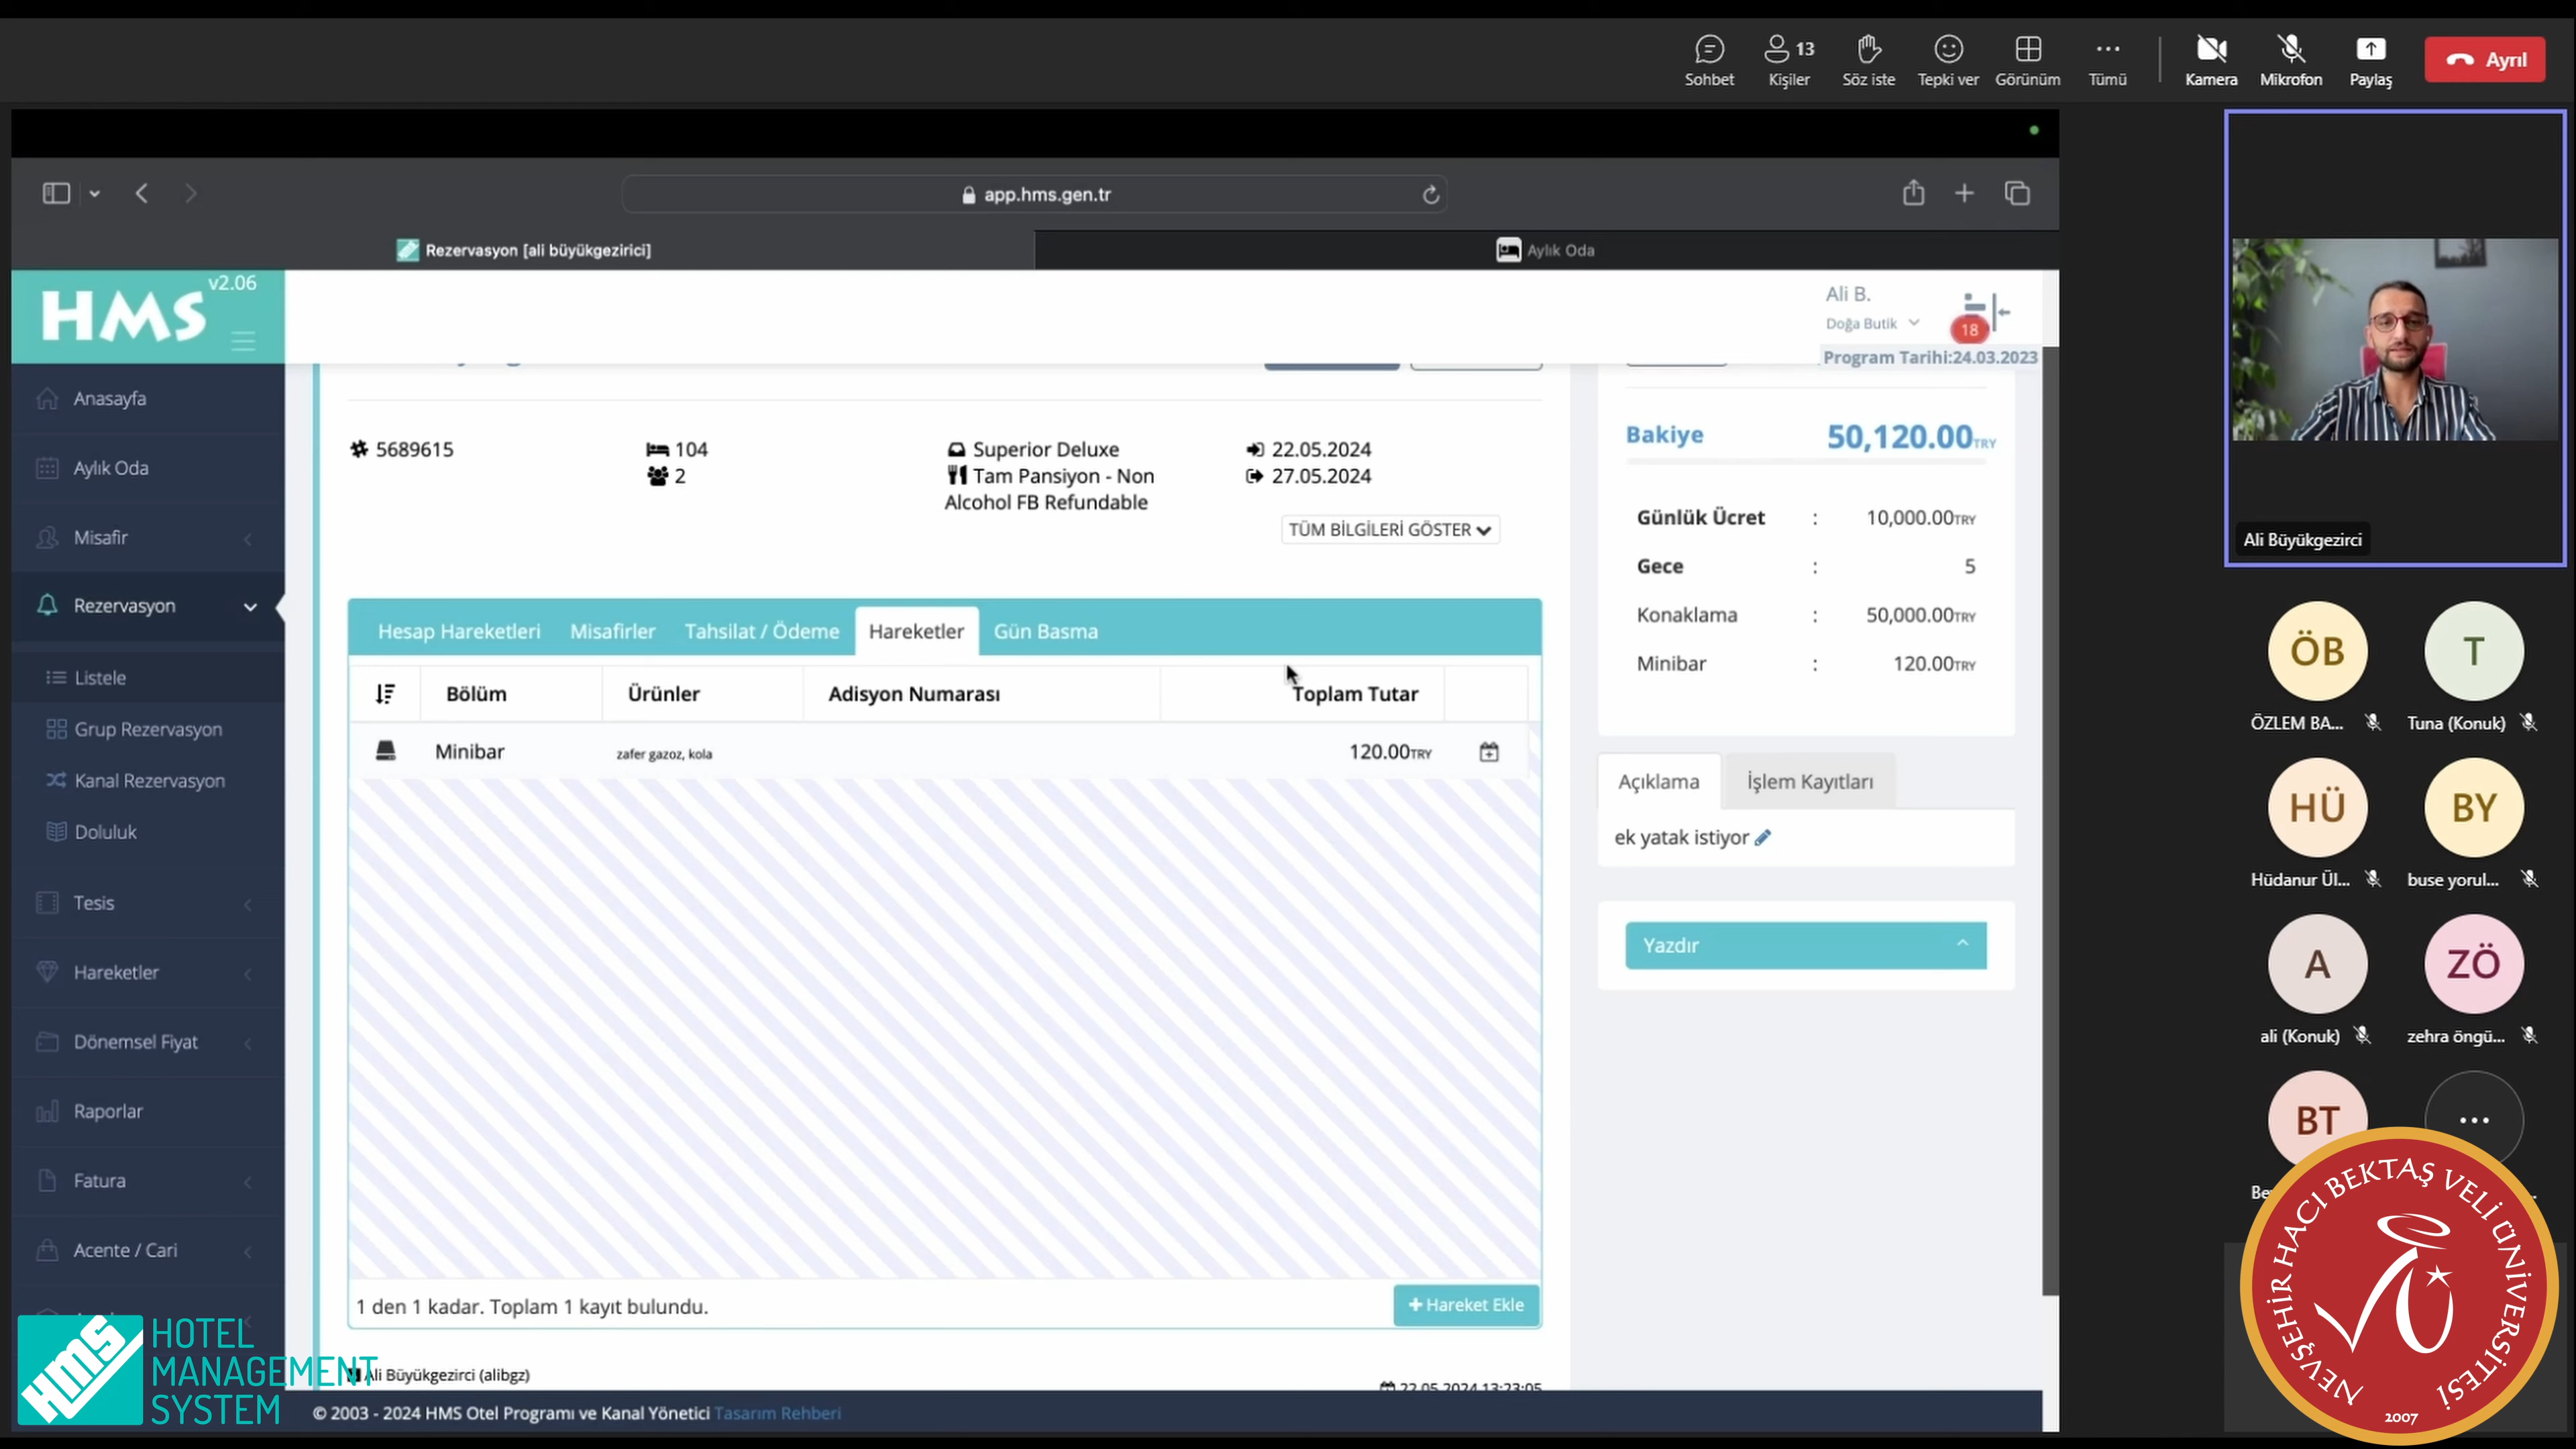 13
Sohbet
Kişiler
Söz iste
Tepki ver
Görünüm
Tümü
Kamera
Mikrofon
Paylaş
Ayrıl
app.hms.gen.tr
Rezervasyon [ali büyükgezirici]
Aylık Oda
HMS
v2.06
Ali B.
Doğa Butik
18
Program Tarihi:24.03.2023
Anasayfa
Aylık Oda
Misafir
Rezervasyon
Listele
Grup Rezervasyon
Kanal Rezervasyon
Doluluk
Tesis
Hareketler
Dönemsel Fiyat
Raporlar
Fatura
Acente / Cari
5689615
104
2
Superior Deluxe
Tam Pansiyon - Non
Alcohol FB Refundable
22.05.2024
27.05.2024
TÜM BİLGİLERİ GÖSTER
Hesap Hareketleri
Misafirler
Tahsilat / Ödeme
Hareketler
Gün Basma
Bölüm
Ürünler
Adisyon Numarası
Toplam Tutar
Minibar
zafer gazoz, kola
120.00TRY
1 den 1 kadar. Toplam 1 kayıt bulundu.
+ Hareket Ekle
Ali Büyükgezirci (alibgz)
22.05.2024 13:23:05
© 2003 - 2024 HMS Otel Programı ve Kanal Yönetici Tasarım Rehberi
Bakiye 50,120.00TRY
Günlük Ücret : 10,000.00TRY
Gece : 5
Konaklama : 50,000.00TRY
Minibar : 120.00TRY
Açıklama
İşlem Kayıtları
ek yatak istiyor
Yazdır
Ali Büyükgezirci
ÖB
ÖZLEM BA...
T
Tuna (Konuk)
HÜ
Hüdanur Ül...
BY
buse yorul...
A
ali (Konuk)
ZÖ
zehra öngü...
BT
HMS
HOTEL
MANAGEMENT
SYSTEM
NEVŞEHİR HACI BEKTAŞ VELİ ÜNİVERSİTESİ
2007